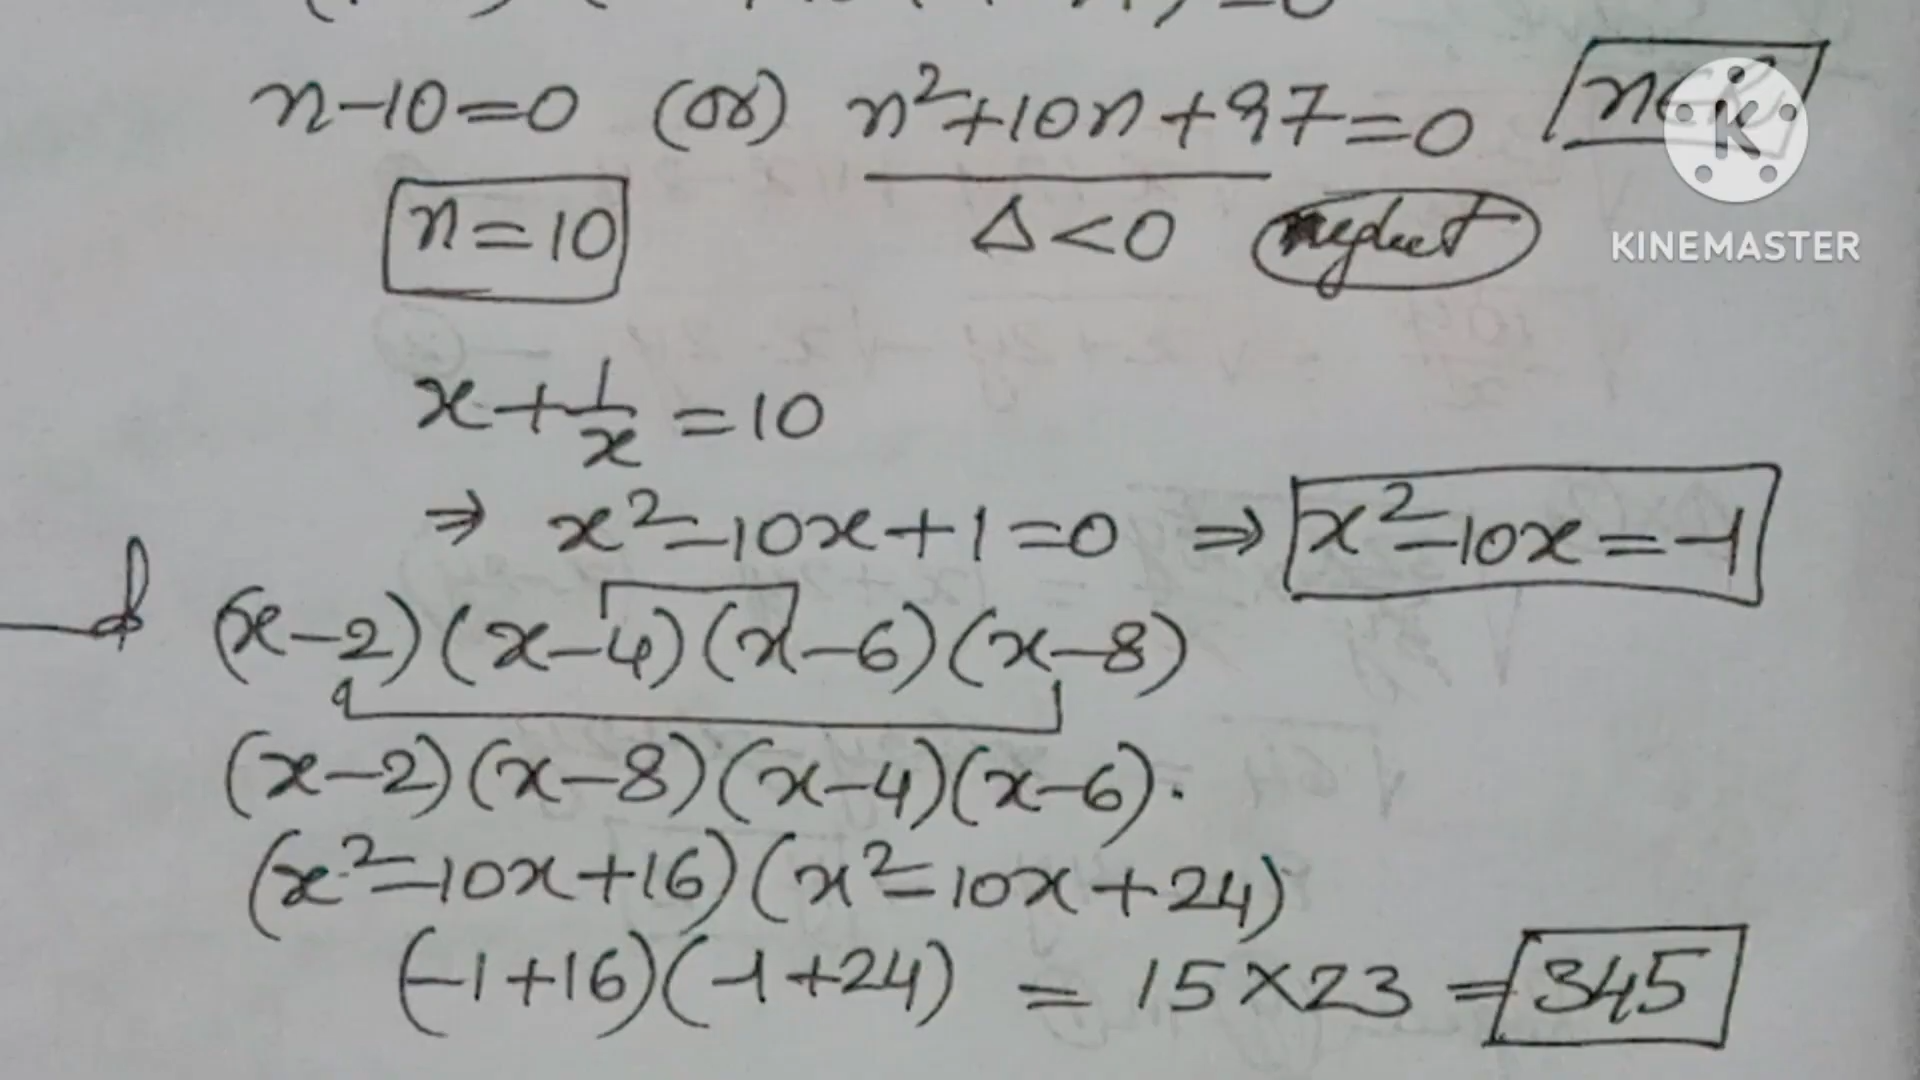 n-10=0 (or) n²+10n+97=0
n=10 Δ<0 neglect
KINEMASTER
x+1/x=10
⇒ x²-10x+1=0 ⇒ x²-10x=-1
(x-2)(x-4)(x-6)(x-8)
(x-2)(x-8)(x-4)(x-6).
(x²-10x+16)(x²-10x+24)
(-1+16)(-1+24) = 15×23 = 345